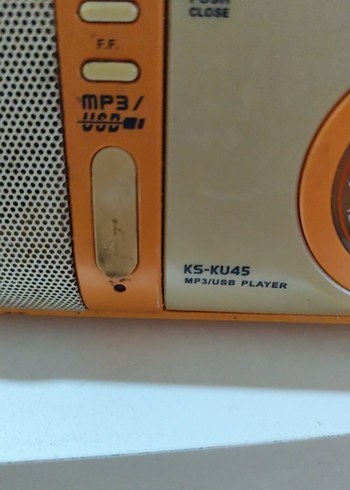 PUSH
CLOSE
F.F.
MP3/
USB
KS-KU45
MP3/USB PLAYER